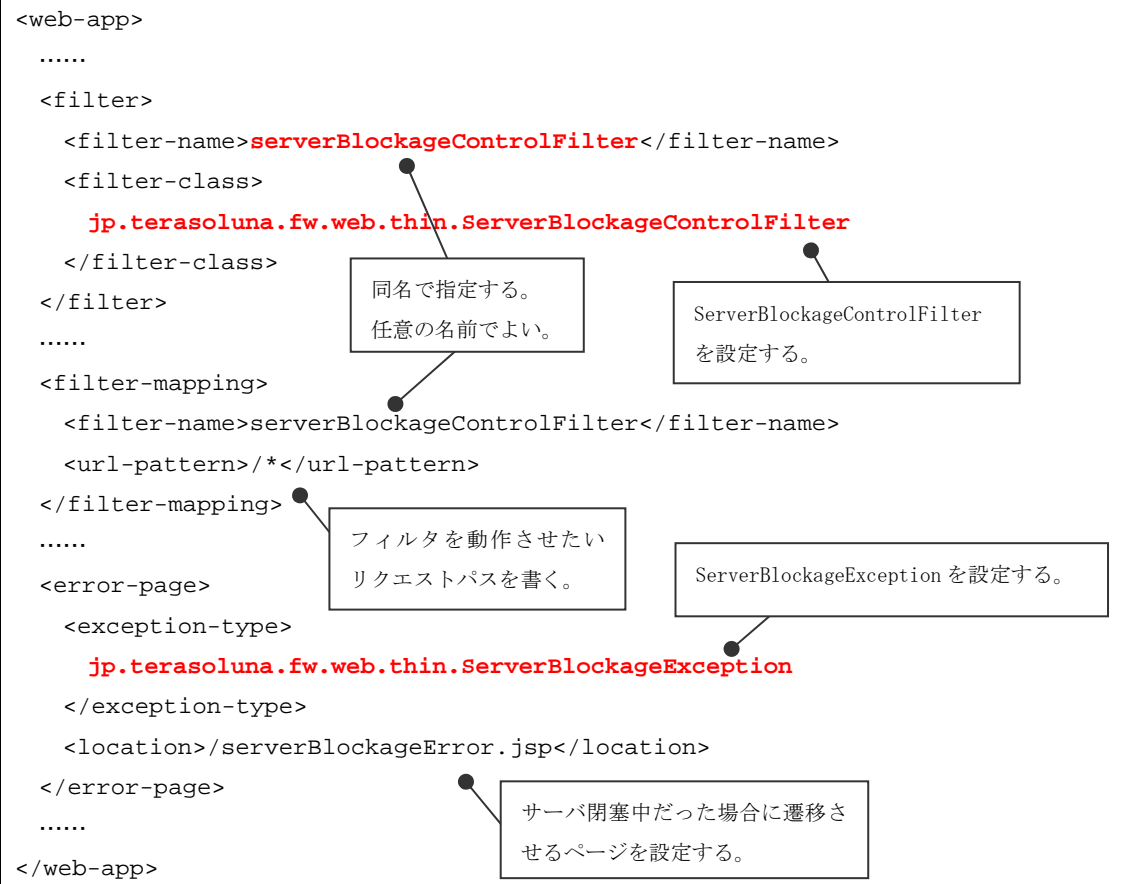 <web-app>
……
<filter>
<filter-name>serverBlockageControlFilter</filter-name>
<filter-class>
jp.terasoluna.fw.web.thin.ServerBlockageControlFilter
</filter-class>
同名で指定する。
任意の名前でよい。
ServerBlockageControlFilter
を設定する。
</filter>
……
<filter-mapping>
<filter-name>serverBlockageControlFilter</filter-name>
<url-pattern>/*</url-pattern>
</filter-mapping>
フィルタを動作させたい
リクエストパスを書く。
……
<error-page>
ServerBlockageException を設定する。
<exception-type>
jp.terasoluna.fw.web.thin.ServerBlockageException
</exception-type>
<location>/serverBlockageError.jsp</location>
</error-page>
サーバ閉塞中だった場合に遷移さ
せるページを設定する。
……
</web-app>